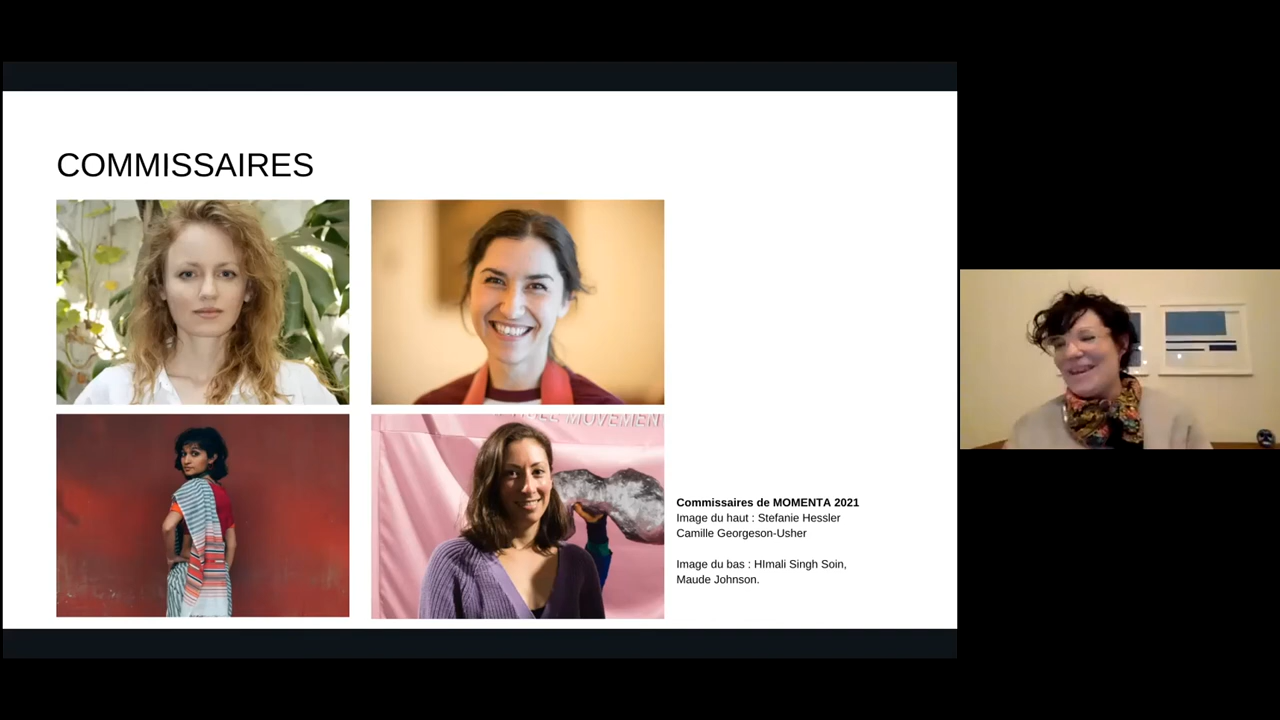 COMMISSAIRES
MOVEMEN
Commissaires de MOMENTA 2021
Image du haut : Stefanie Hessler
Camille Georgeson-Usher
Image du bas : HImali Singh Soin,
Maude Johnson.